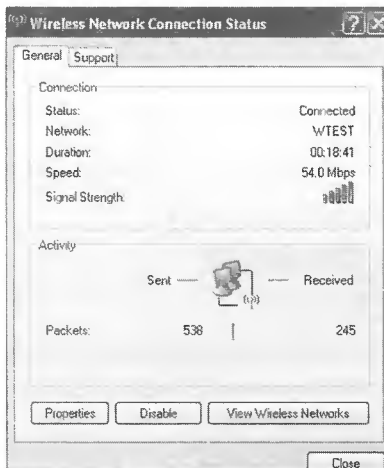 Wireless Network Connection Status
General Support
Connection
Status: Connected
Network: WTEST
Duration: 00:18:41
Speed: 54.0 Mbps
Signal Strength:
Activity
Sent Received
Packets: 538 245
Properties Disable View Wireless Networks
Close